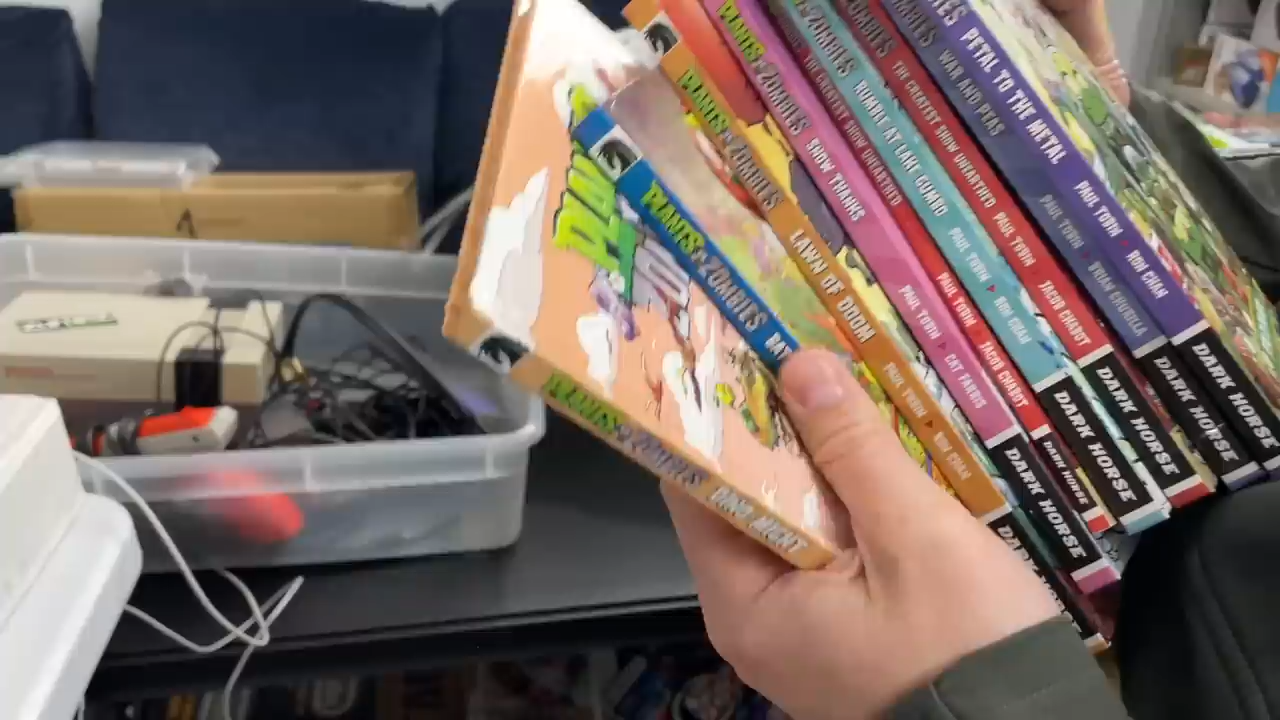 PLANTS VS. ZOMBIES DINO-MIGHT
PLANTS VS. ZOMBIES
PLANTS VS. ZOMBIES LAWN OF DOOM PAUL TOBIN RON CHAN
PLANTS VS. ZOMBIES SNOW THANKS PAUL TOBIN CAT FARRIS DARK HORSE
THE GREATEST SHOW UNEARTHED PAUL TOBIN JACOB CHABOT DARK HORSE
ZOMBIES RUMBLE AT LAKE GUMBO PAUL TOBIN RON CHAN DARK HORSE
ZOMBIES THE GREATEST SHOW UNEARTHED PAUL TOBIN JACOB CHABOT DARK HORSE
ZOMBIES WAR AND PEAS PAUL TOBIN BRIAN CHURILLA DARK HORSE
PETAL TO THE METAL PAUL TOBIN RON CHAN DARK HORSE